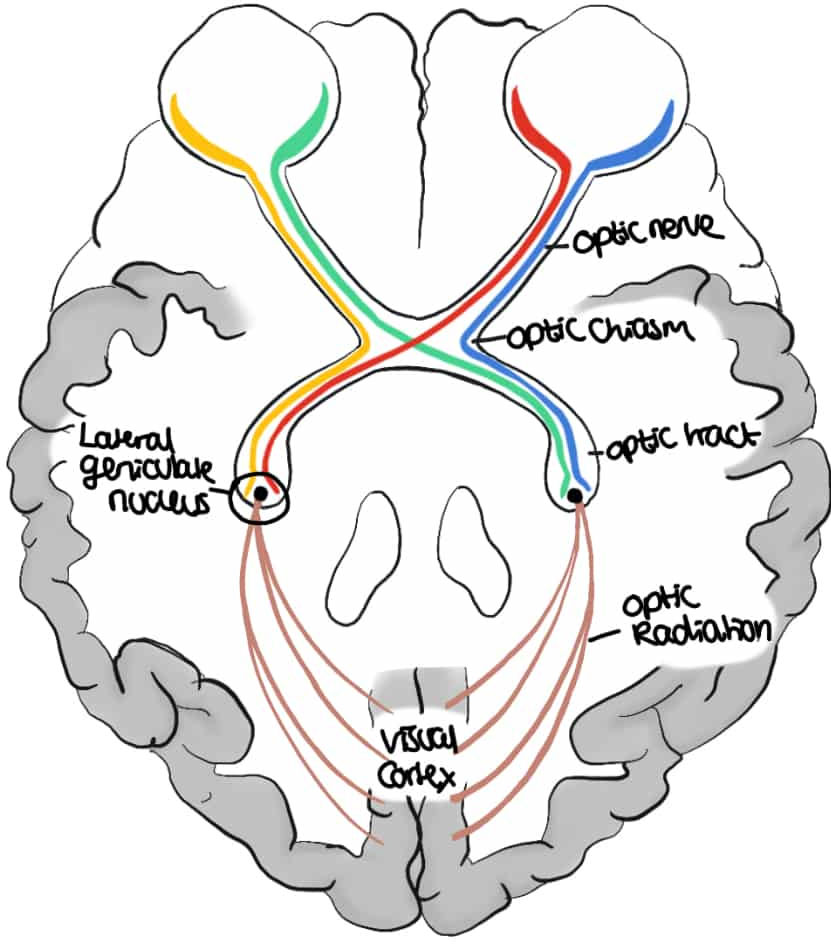 optic nerve
optic chiasm
optic tract
Lateral
geniculate
nucleus
optic
Radiation
Visual
Cortex